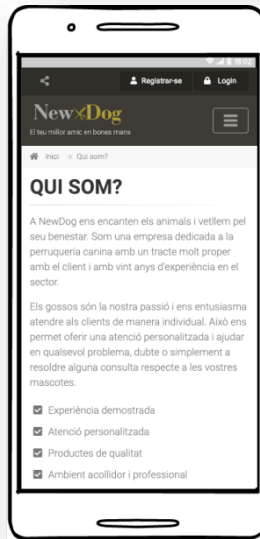 18:02
Registrar-se Login
New Dog
El teu millor amic en bones mans
Inici » Qui som?
QUI SOM?
A NewDog ens encanten els animals i vetllem pel
seu benestar. Som una empresa dedicada a la
perruqueria canina amb un tracte molt proper
amb el client i amb vint anys d'experiència en el
sector.
Els gossos són la nostra passió i ens entusiasma
atendre als clients de manera individual. Això ens
permet oferir una atenció personalitzada i ajudar
en qualsevol problema, dubte o simplement a
resoldre alguna consulta respecte a les vostres
mascotes.
Experiència demostrada
Atenció personalitzada
Productes de qualitat
Ambient acollidor i professional